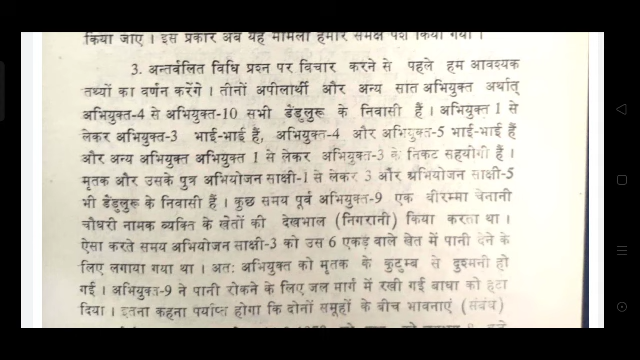 किया जाए । इस प्रकार अब यह मामला हमारे समक्ष पेश किया गया ।
3. अन्तर्वलित विधि प्रश्न पर विचार करने से पहले हम आवश्यक
तथ्यों का वर्णन करेंगे । तीनों अपीलार्थी और अन्य सात अभियुक्त अर्थात्
अभियुक्त-4 से अभियुक्त-10 सभी डेंडुलुरू के निवासी हैं । अभियुक्त 1 से
लेकर अभियुक्त-3 भाई-भाई हैं, अभियुक्त-4 और अभियुक्त-5 भाई-भाई हैं
और अन्य अभियुक्त अभियुक्त 1 से लेकर अभियुक्त-3 के निकट सहयोगी हैं ।
मृतक और उसके पुत्र अभियोजन साक्षी-1 से लेकर 3 और अभियोजन साक्षी-5
भी डेंडुलुरू के निवासी हैं । कुछ समय पूर्व अभियुक्त-9 एक वीरम्मा चेनानी
चौधरी नामक व्यक्ति के खेतों की देखभाल (निगरानी) किया करता था ।
ऐसा करते समय अभियोजन साक्षी-3 को उस 6 एकड़ वाले खेत में पानी देने के
लिए लगाया गया था । अतः अभियुक्त को मृतक के कुटुम्ब से दुश्मनी हो
गई । अभियुक्त-9 ने पानी रोकने के लिए जल मार्ग में रखी गई बाधा को हटा
दिया । इतना कहना पर्याप्त होगा कि दोनों समूहों के बीच भावनाएं (संबंध)